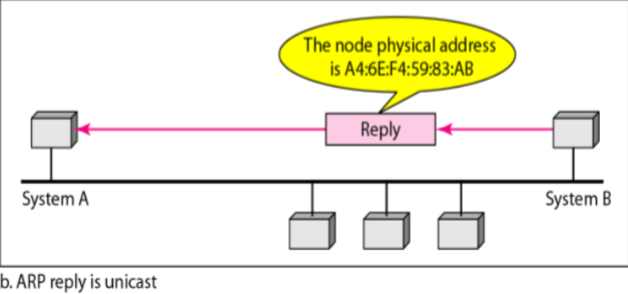 The node physical address
is A4:6E:F4:59:83:AB
Reply
System A
System B
b. ARP reply is unicast